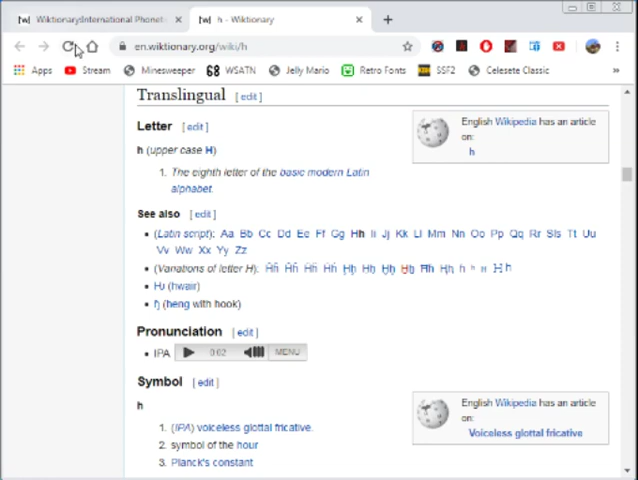 Wiktionary:International Phonet
h - Wiktionary
en.wiktionary.org/wiki/h
Apps Stream Minesweeper WSATN Jelly Mario Retro Fonts SSF2 Celesete Classic
Translingual [edit]
Letter [edit]
h (upper case H)
1. The eighth letter of the basic modern Latin
alphabet.
English Wikipedia has an article
on:
h
See also [edit]
(Latin script): Aa Bb Cc Dd Ee Ff Gg Hh Ii Jj Kk Ll Mm Nn Oo Pp Qq Rr Sſs Tt Uu
Vv Ww Xx Yy Zz
(Variations of letter H):
Ƕƕ (hwair)
(heng with hook)
Pronunciation [edit]
IPA 0:02 MENU
Symbol [edit]
h
1. (IPA) voiceless glottal fricative.
2. symbol of the hour
3. Planck's constant
English Wikipedia has an article
on:
Voiceless glottal fricative